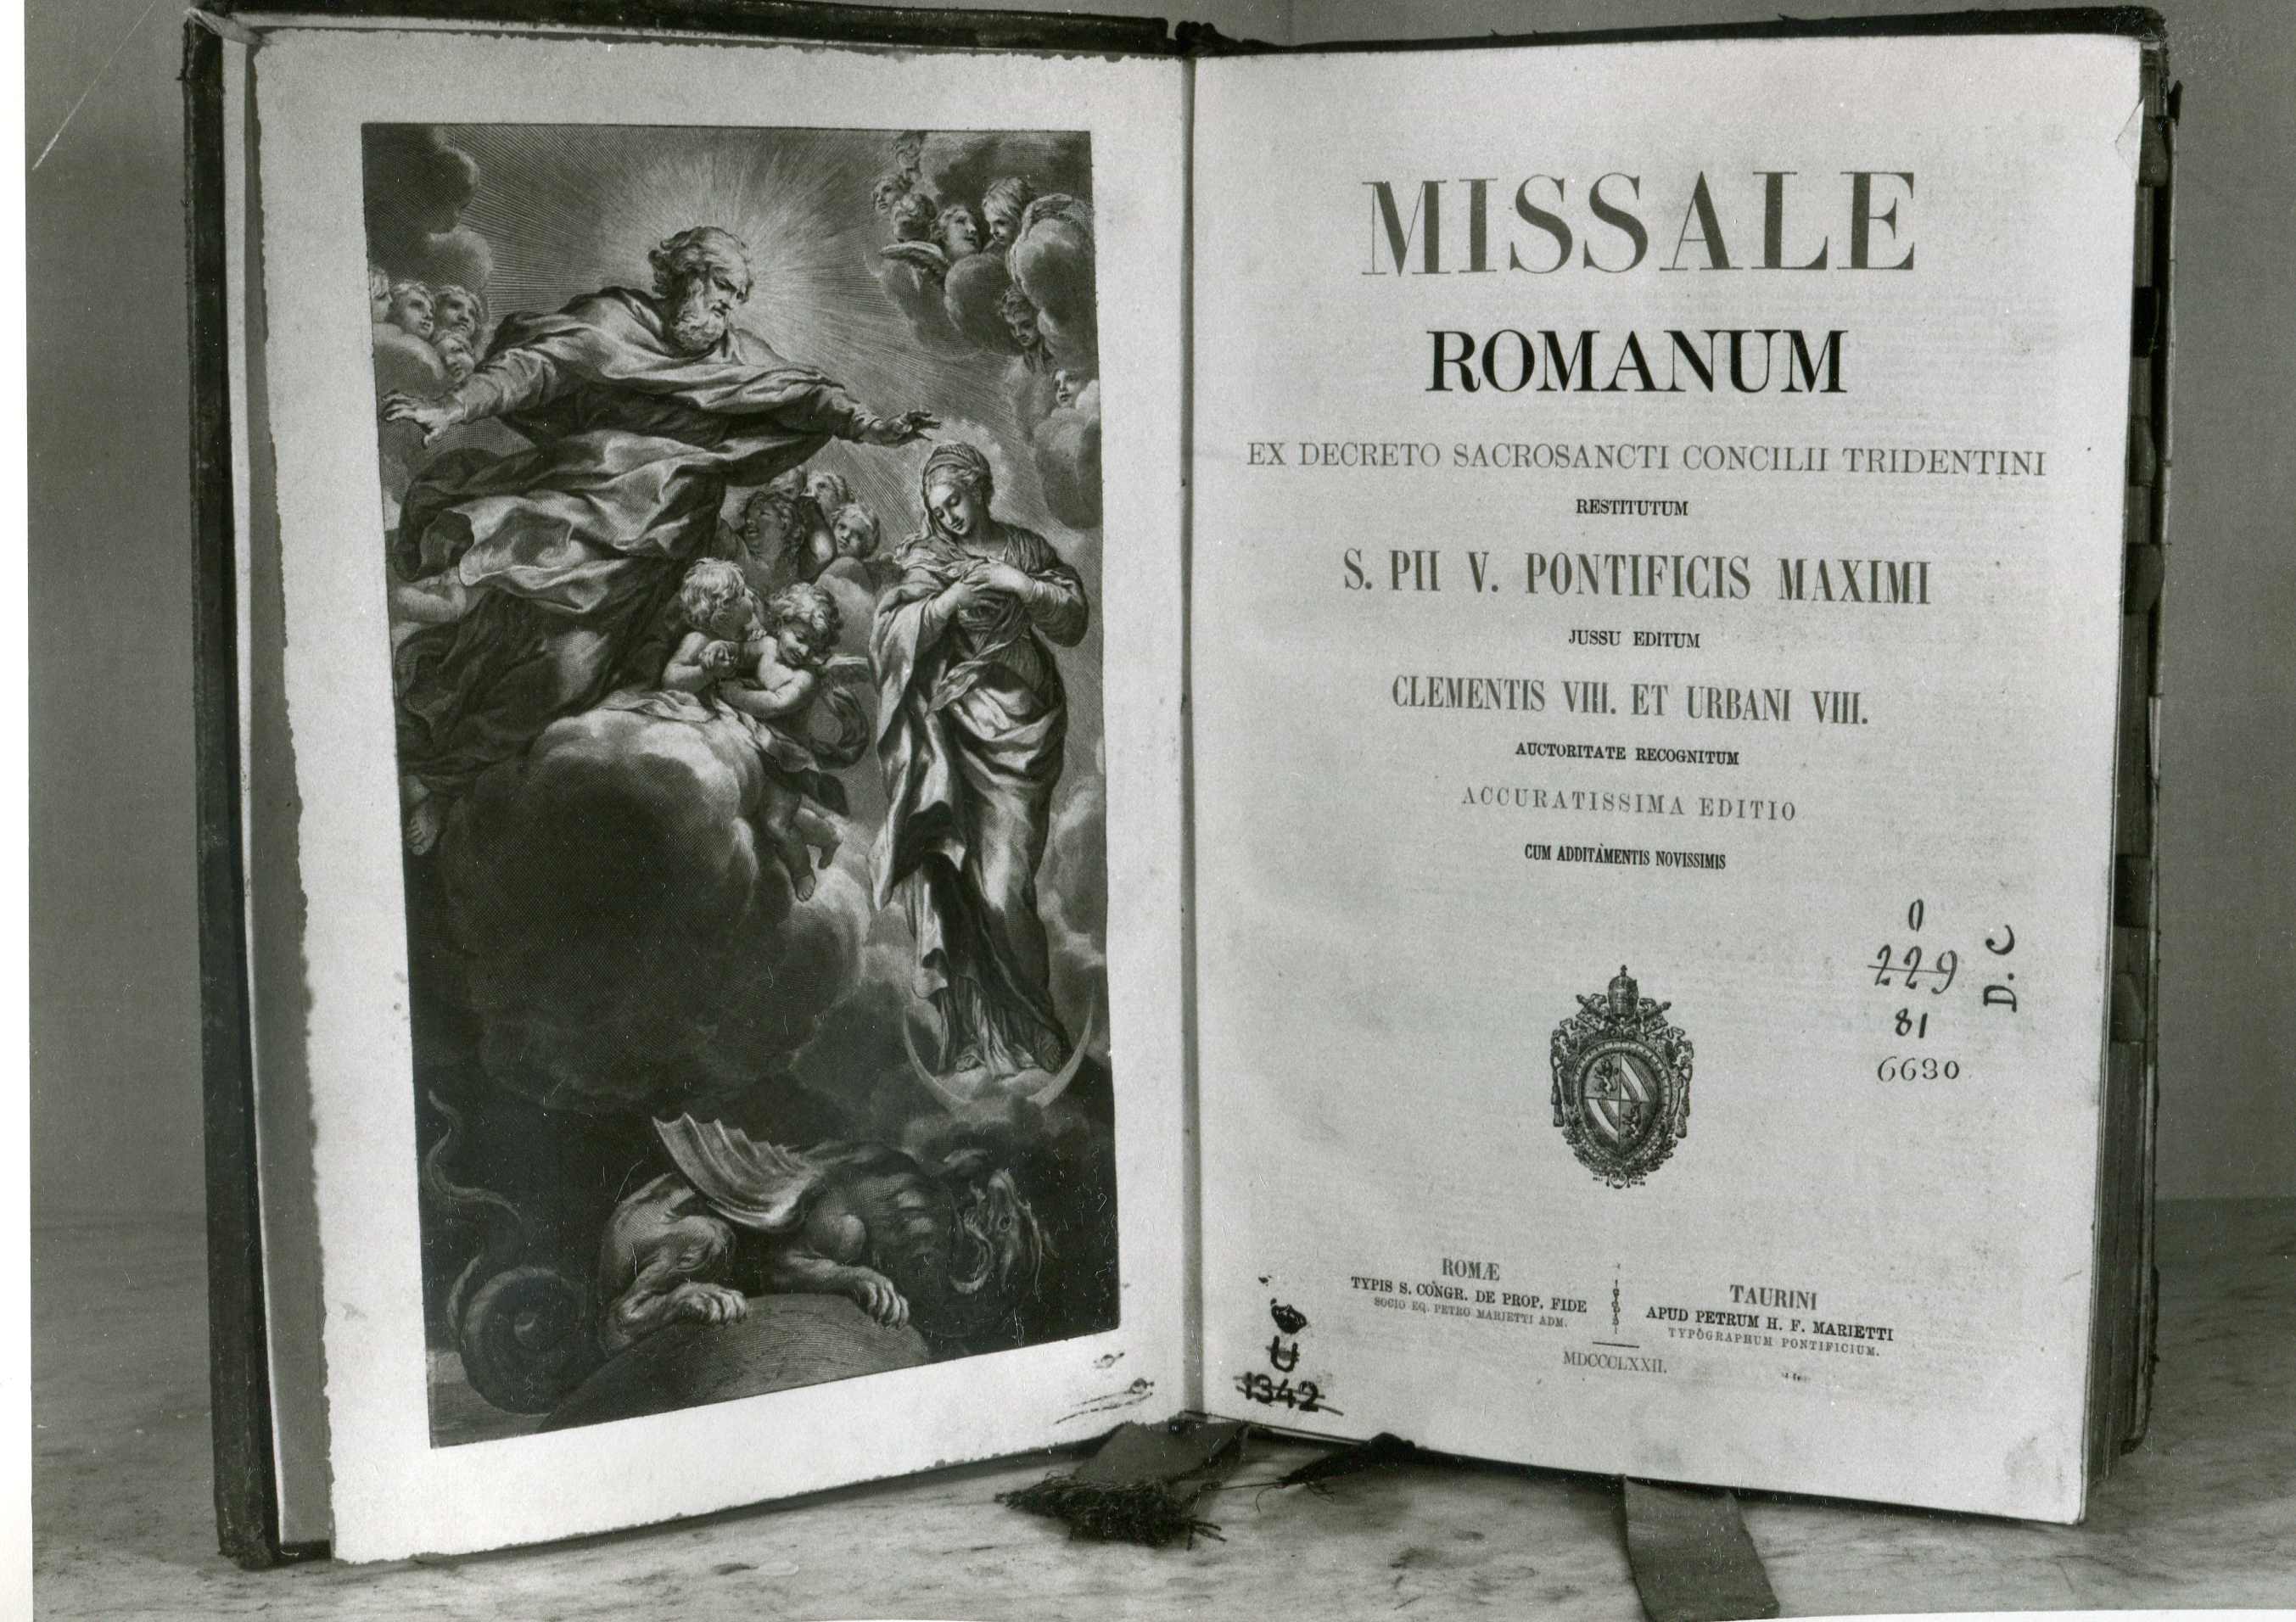 MISSALE
ROMANUM
EX DECRETO SACROSANCTI CONCILII TRIDENTINI
RESTITUTUM
S. PII V. PONTIFICIS MAXIMI
JUSSU EDITUM
CLEMENTIS VIII. ET URBANI VIII.
AUCTORITATE RECOGNITUM
ACCURATISSIMA EDITIO
CUM ADDITAMENTIS NOVISSIMIS
0
229
81
6630
D. C
ROMÆ
TYPIS S. CONGR. DE PROP. FIDE
SOCIO EQ. PETRO MARIETTI ADM.
TAURINI
APUD PETRUM H. F. MARIETTI
TYPOGRAPHUM PONTIFICIUM.
MDCCCLXXII.
U
1342